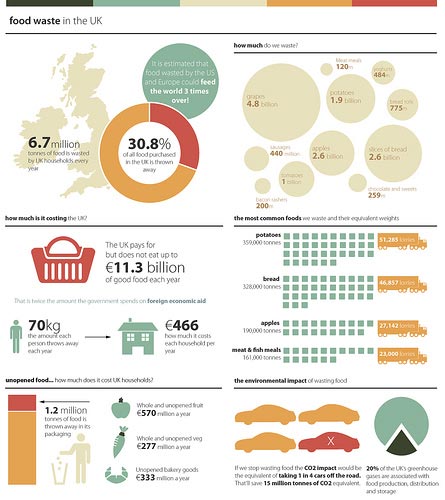 food waste in the UK
It is estimated that
food wasted by the US
and Europe could feed
the world 3 times
over!
6.7 million
tonnes of food is wasted
by UK households every
year
30.8%
of all food purchased
in the UK is thrown
away
how much do we waste?
Meat meals
120m
yoghurts
484m
grapes
4.8 billion
potatoes
1.9 billion
bread rolls
775m
sausages
440 million
apples
2.6 billion
slices of bread
2.6 billion
tomatoes
1 billion
chocolate and sweets
259m
bacon rashers
200m
how much is it costing the UK?
The UK pays for
but does not eat up to
€11.3 billion
of good food each year
That is twice the amount the government spends on foreign economic aid
70kg
the amount each
person throws away
each year
€466
how much it costs
each household per
year
the most common foods we waste and their equivalent weights
potatoes
359,000 tonnes
51,285 lorries
bread
328,000 tonnes
46,857 lorries
apples
190,000 tonnes
27,142 lorries
meat & fish meals
161,000 tonnes
23,000 lorries
unopened food... how much does it cost UK households?
1.2 million
tonnes of food is
thrown away in its
packaging
Whole and unopened fruit
€570 million a year
Whole and unopened veg
€277 million a year
Unopened bakery goods
€333 million a year
the environmental impact of wasting food
X
If we stop wasting food the CO2 impact would be
the equivalent of taking 1 in 4 cars off the road.
That'll save 15 million tonnes of CO2 equivalent.
20% of the UK's greenhouse
gases are associated with
food production, distribution
and storage.